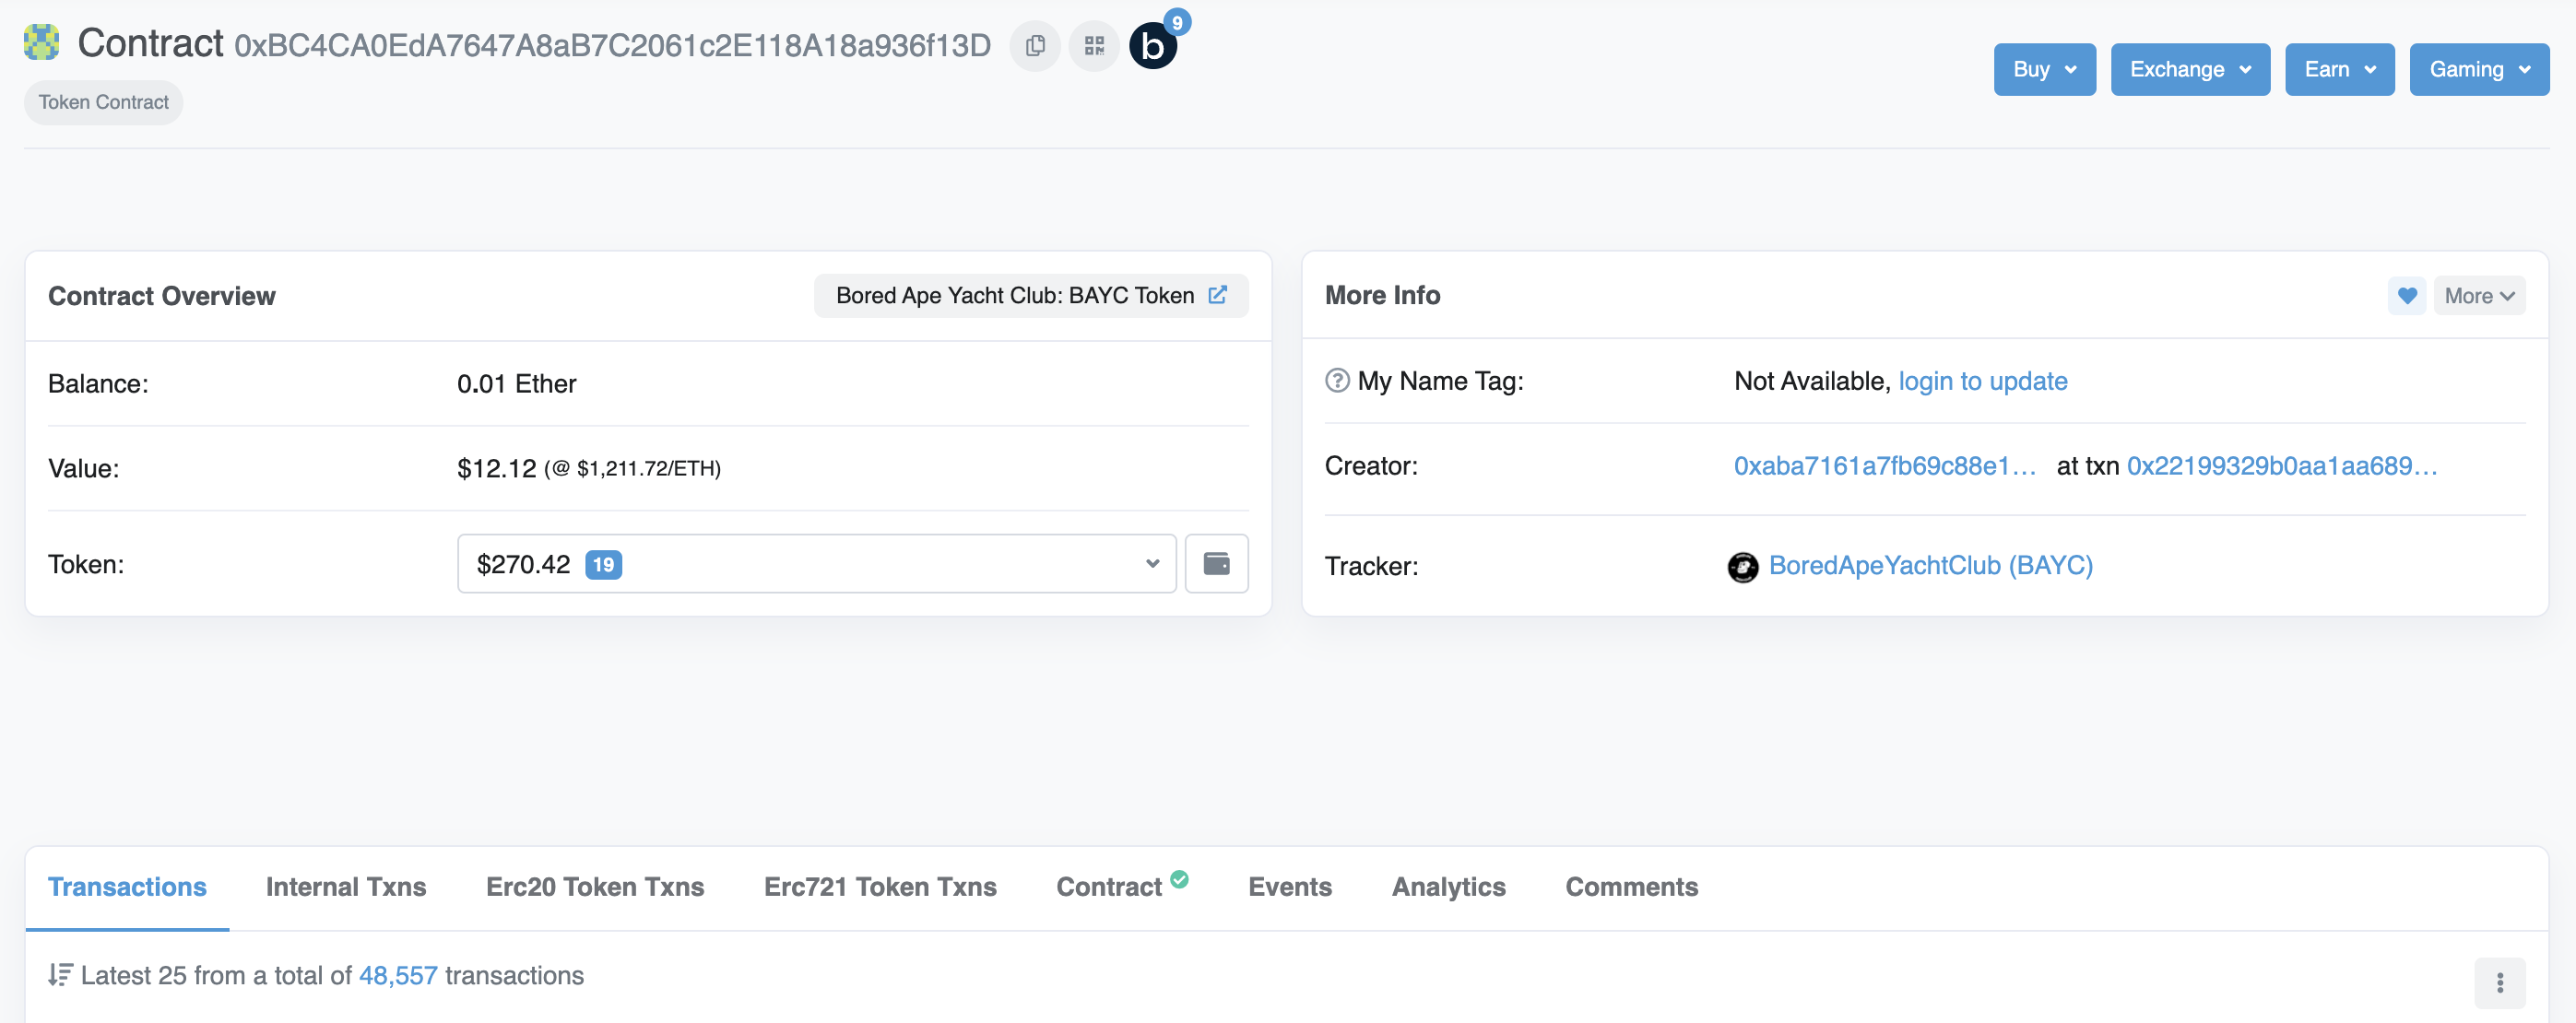 Contract 0xBC4CA0EdA7647A8aB7C2061c2E118A18a936f13D b 9
Token Contract
Buy Exchange Earn Gaming
Contract Overview
Bored Ape Yacht Club: BAYC Token
Balance: 0.01 Ether
Value: $12.12 (@ $1,211.72/ETH)
Token: $270.42 19
More Info
More
? My Name Tag: Not Available, login to update
Creator: 0xaba7161a7fb69c88e1... at txn 0x22199329b0aa1aa689...
Tracker: BoredApeYachtClub (BAYC)
Transactions Internal Txns Erc20 Token Txns Erc721 Token Txns Contract Events Analytics Comments
Latest 25 from a total of 48,557 transactions